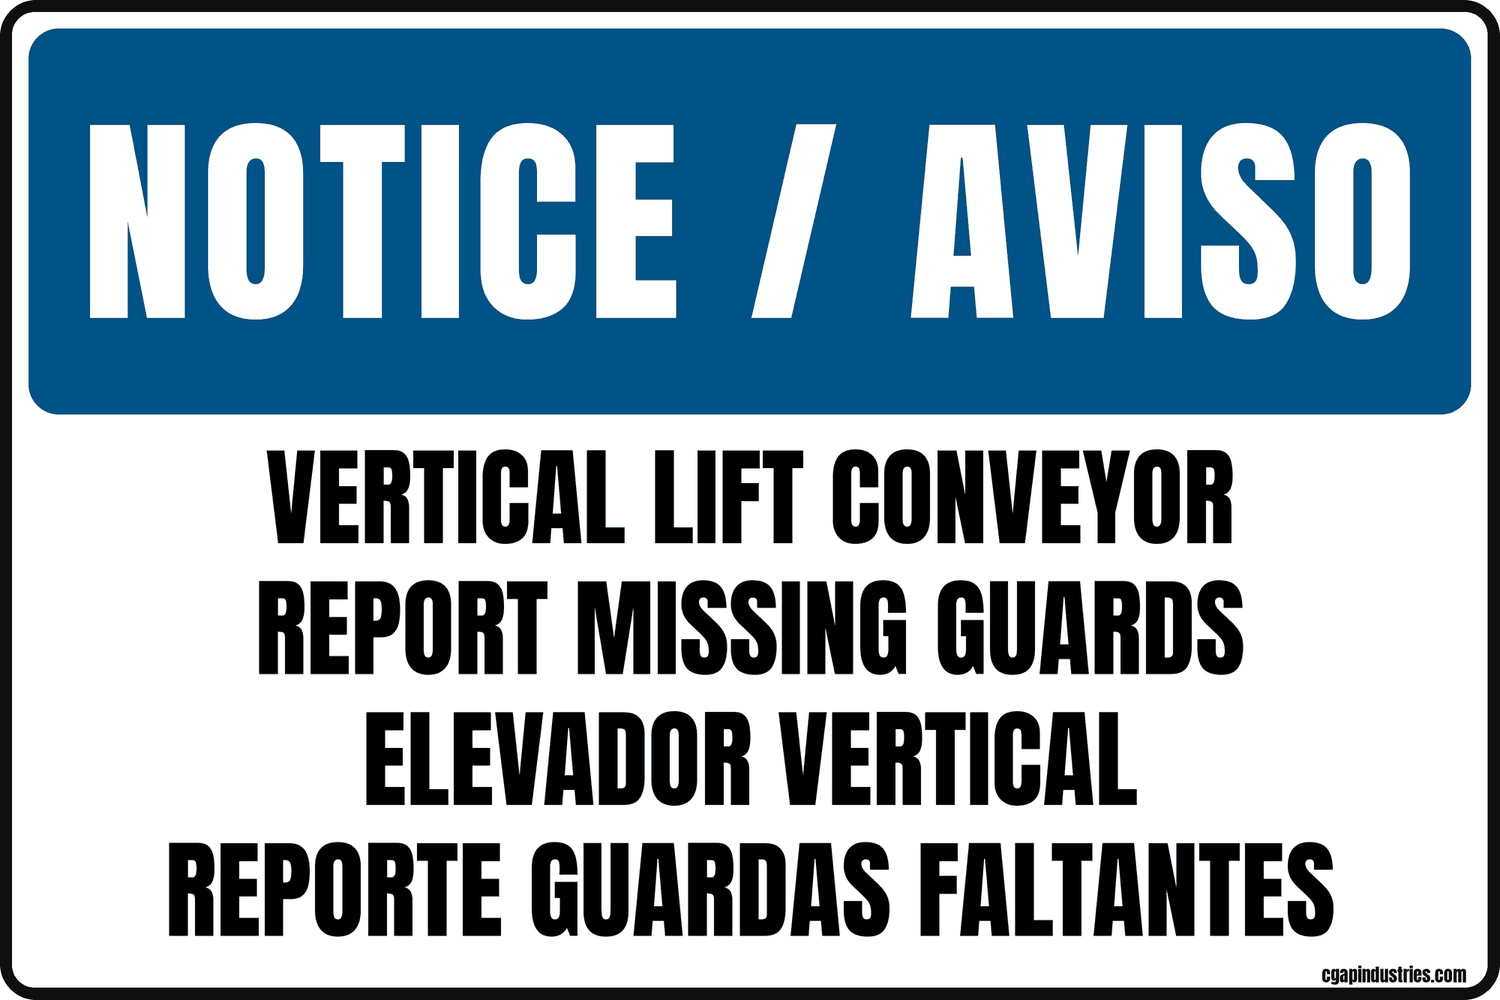 NOTICE / AVISO
VERTICAL LIFT CONVEYOR
REPORT MISSING GUARDS
ELEVADOR VERTICAL
REPORTE GUARDAS FALTANTES
cgapindustries.com